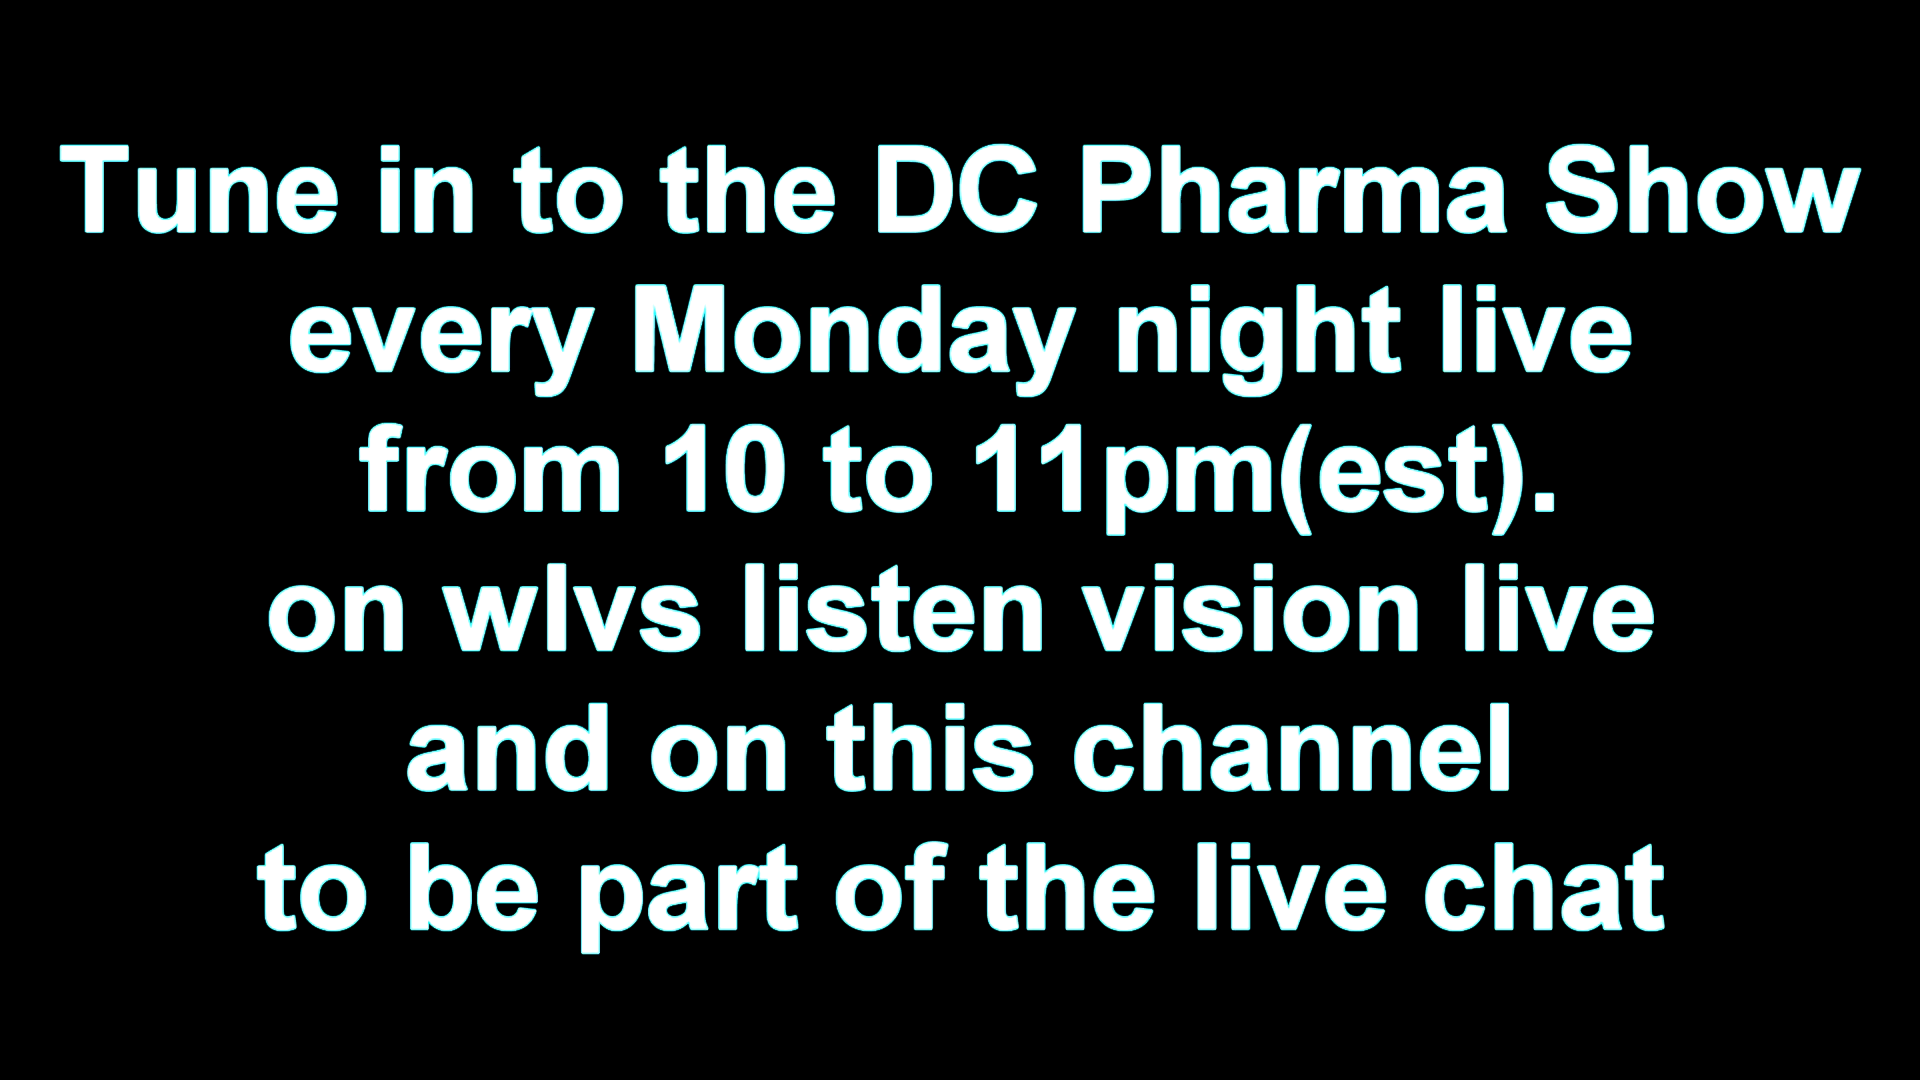 Tune in to the DC Pharma Show
every Monday night live
from 10 to 11pm(est).
on wlvs listen vision live
and on this channel
to be part of the live chat